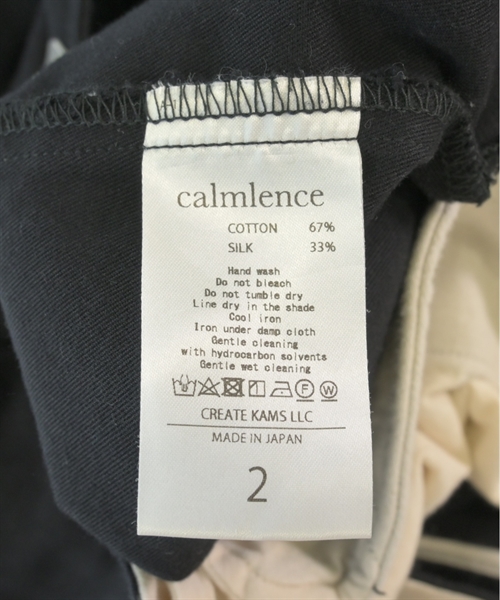 calmlence
COTTON 67%
SILK 33%
Hand wash
Do not bleach
Do not tumble dry
Line dry in the shade
Cool iron
Iron under damp cloth
Gentle cleaning
with hydrocarbon solvents
Gentle wet cleaning
F W
CREATE KAMS LLC
MADE IN JAPAN
2